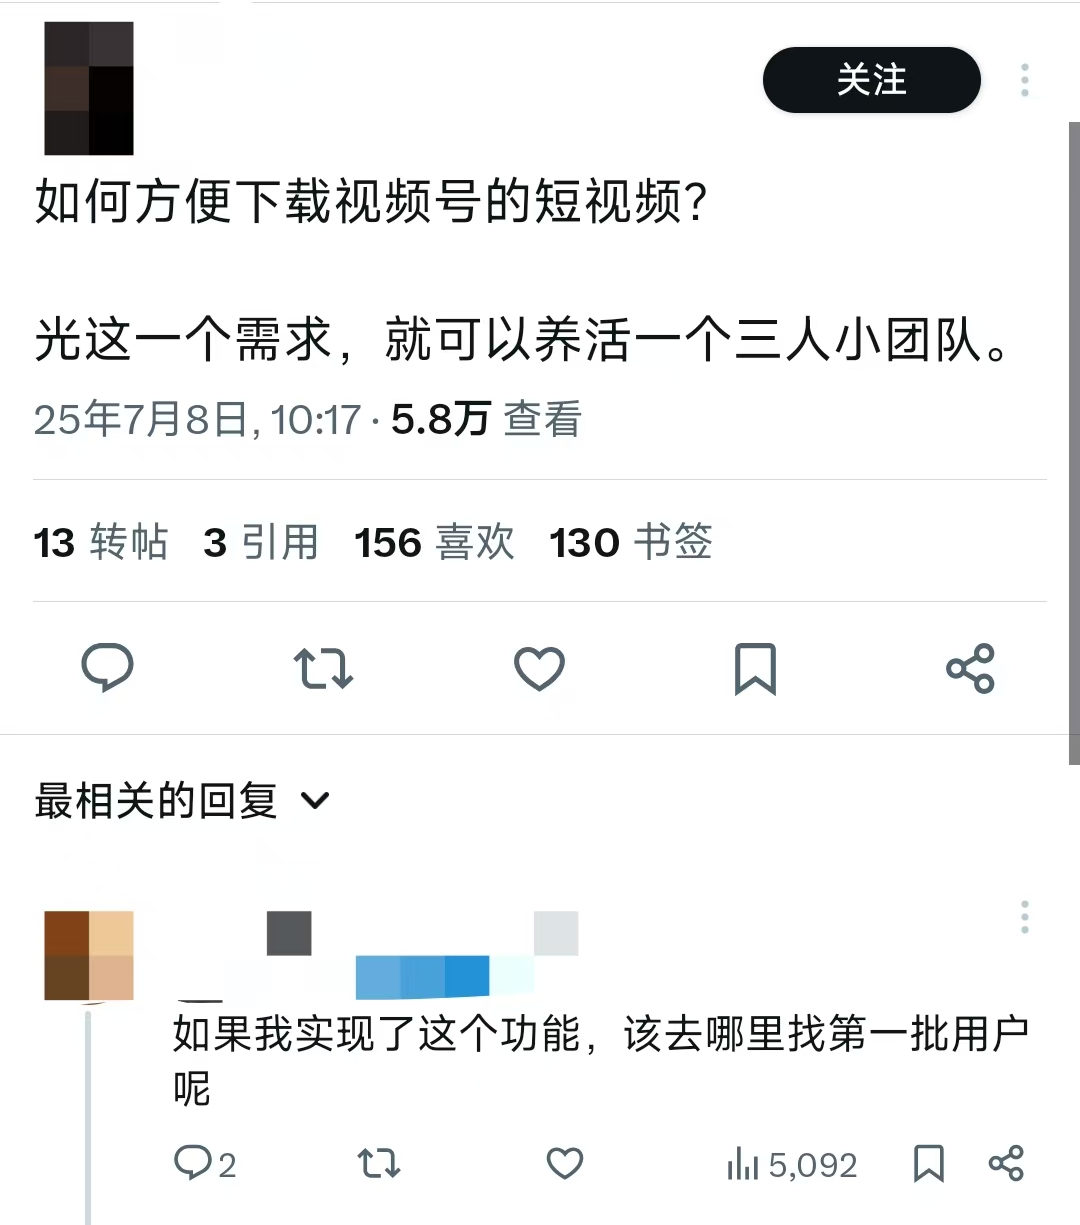 关注
如何方便下载视频号的短视频？
光这一个需求，就可以养活一个三人小团队。
25年7月8日, 10:17 · 5.8万 查看
13 转帖 3 引用 156 喜欢 130 书签
最相关的回复
如果我实现了这个功能，该去哪里找第一批用户
呢
2 5,092